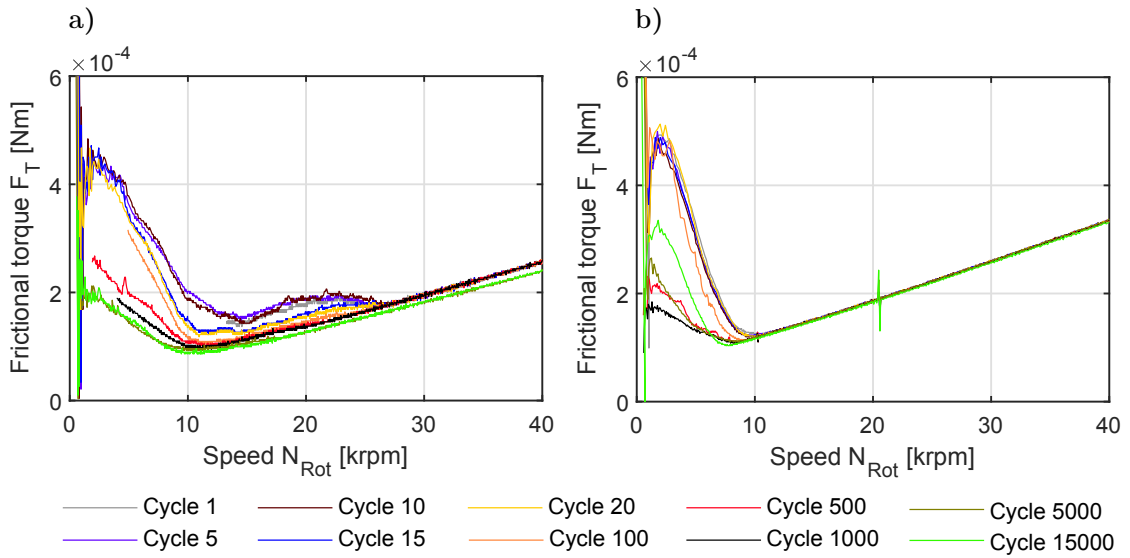 a)
×10⁻⁴
6
4
2
0
Frictional torque F_T [Nm]
0 10 20 30 40
Speed N_Rot [krpm]
b)
×10⁻⁴
6
4
2
0
Frictional torque F_T [Nm]
0 10 20 30 40
Speed N_Rot [krpm]
Cycle 1 Cycle 10 Cycle 20 Cycle 500 Cycle 5000
Cycle 5 Cycle 15 Cycle 100 Cycle 1000 Cycle 15000